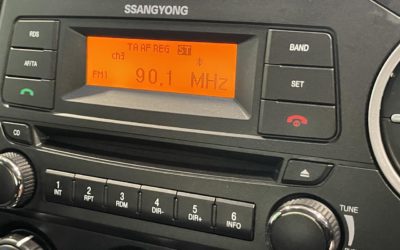 SSANGYONG
RDS
AF/TA
TA AF REG ST
ch3
FM1 90.1 MHz
BAND
SET
CD
1 INT
2 RPT
3 RDM
4 DIR-
5 DIR+
6 INFO
TUNE